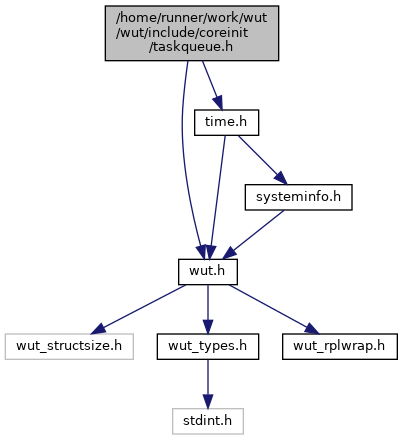 /home/runner/work/wut
/wut/include/coreinit
/taskqueue.h
time.h
systeminfo.h
wut.h
wut_structsize.h
wut_types.h
wut_rplwrap.h
stdint.h